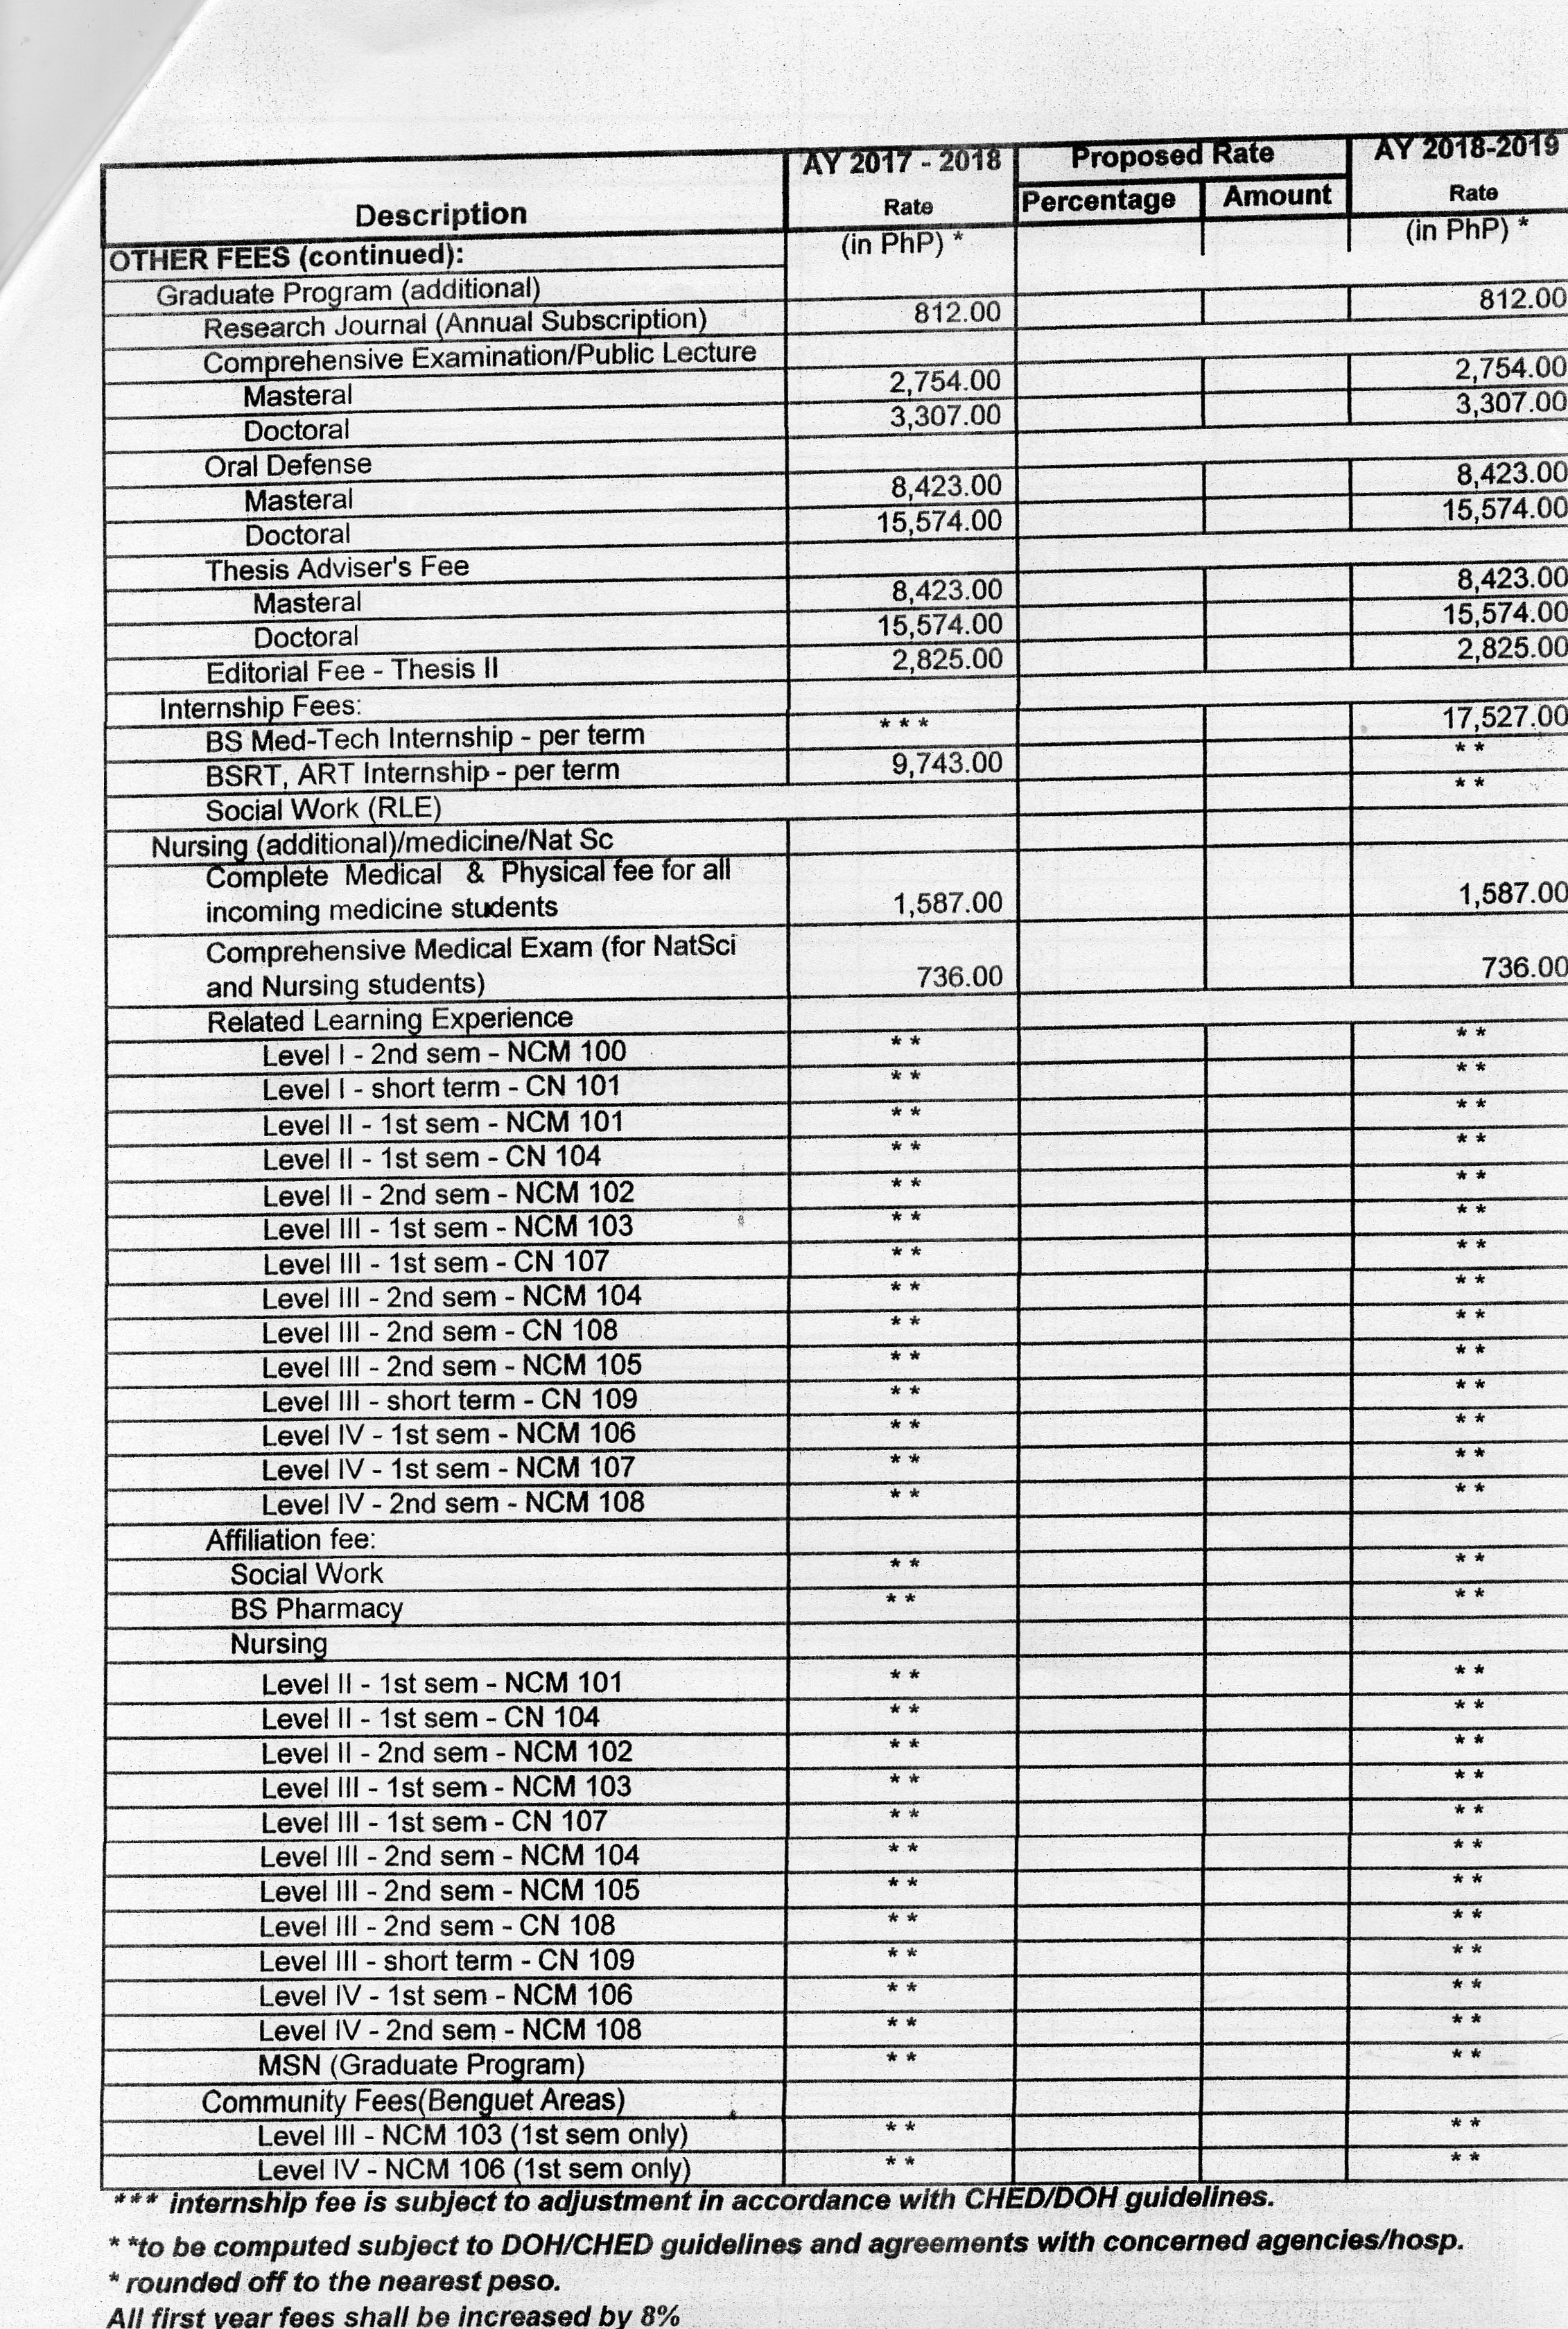 AY 2017 - 2018 Proposed Rate AY 2018-2019
Description Rate Percentage Amount Rate
OTHER FEES (continued): (in PhP) * (in PhP) *
Graduate Program (additional)
Research Journal (Annual Subscription) 812.00 812.00
Comprehensive Examination/Public Lecture
Masteral 2,754.00 2,754.00
Doctoral 3,307.00 3,307.00
Oral Defense
Masteral 8,423.00 8,423.00
Doctoral 15,574.00 15,574.00
Thesis Adviser's Fee
Masteral 8,423.00 8,423.00
Doctoral 15,574.00 15,574.00
Editorial Fee - Thesis II 2,825.00 2,825.00
Internship Fees:
BS Med-Tech Internship - per term * * * 17,527.00
BSRT, ART Internship - per term 9,743.00 * *
Social Work (RLE) * *
Nursing (additional)/medicine/Nat Sc
Complete Medical & Physical fee for all
incoming medicine students 1,587.00 1,587.00
Comprehensive Medical Exam (for NatSci
and Nursing students) 736.00 736.00
Related Learning Experience
Level I - 2nd sem - NCM 100 * * * *
Level I - short term - CN 101 * * * *
Level II - 1st sem - NCM 101 * * * *
Level II - 1st sem - CN 104 * * * *
Level II - 2nd sem - NCM 102 * * * *
Level III - 1st sem - NCM 103 * * * *
Level III - 1st sem - CN 107 * * * *
Level III - 2nd sem - NCM 104 * * * *
Level III - 2nd sem - CN 108 * * * *
Level III - 2nd sem - NCM 105 * * * *
Level III - short term - CN 109 * * * *
Level IV - 1st sem - NCM 106 * * * *
Level IV - 1st sem - NCM 107 * * * *
Level IV - 2nd sem - NCM 108 * * * *
Affiliation fee:
Social Work * * * *
BS Pharmacy * * * *
Nursing
Level II - 1st sem - NCM 101 * * * *
Level II - 1st sem - CN 104 * * * *
Level II - 2nd sem - NCM 102 * * * *
Level III - 1st sem - NCM 103 * * * *
Level III - 1st sem - CN 107 * * * *
Level III - 2nd sem - NCM 104 * * * *
Level III - 2nd sem - NCM 105 * * * *
Level III - 2nd sem - CN 108 * * * *
Level III - short term - CN 109 * * * *
Level IV - 1st sem - NCM 106 * * * *
Level IV - 2nd sem - NCM 108 * * * *
MSN (Graduate Program) * * * *
Community Fees(Benguet Areas)
Level III - NCM 103 (1st sem only) * * * *
Level IV - NCM 106 (1st sem only) * * * *
*** internship fee is subject to adjustment in accordance with CHED/DOH guidelines.
* *to be computed subject to DOH/CHED guidelines and agreements with concerned agencies/hosp.
* rounded off to the nearest peso.
All first year fees shall be increased by 8%